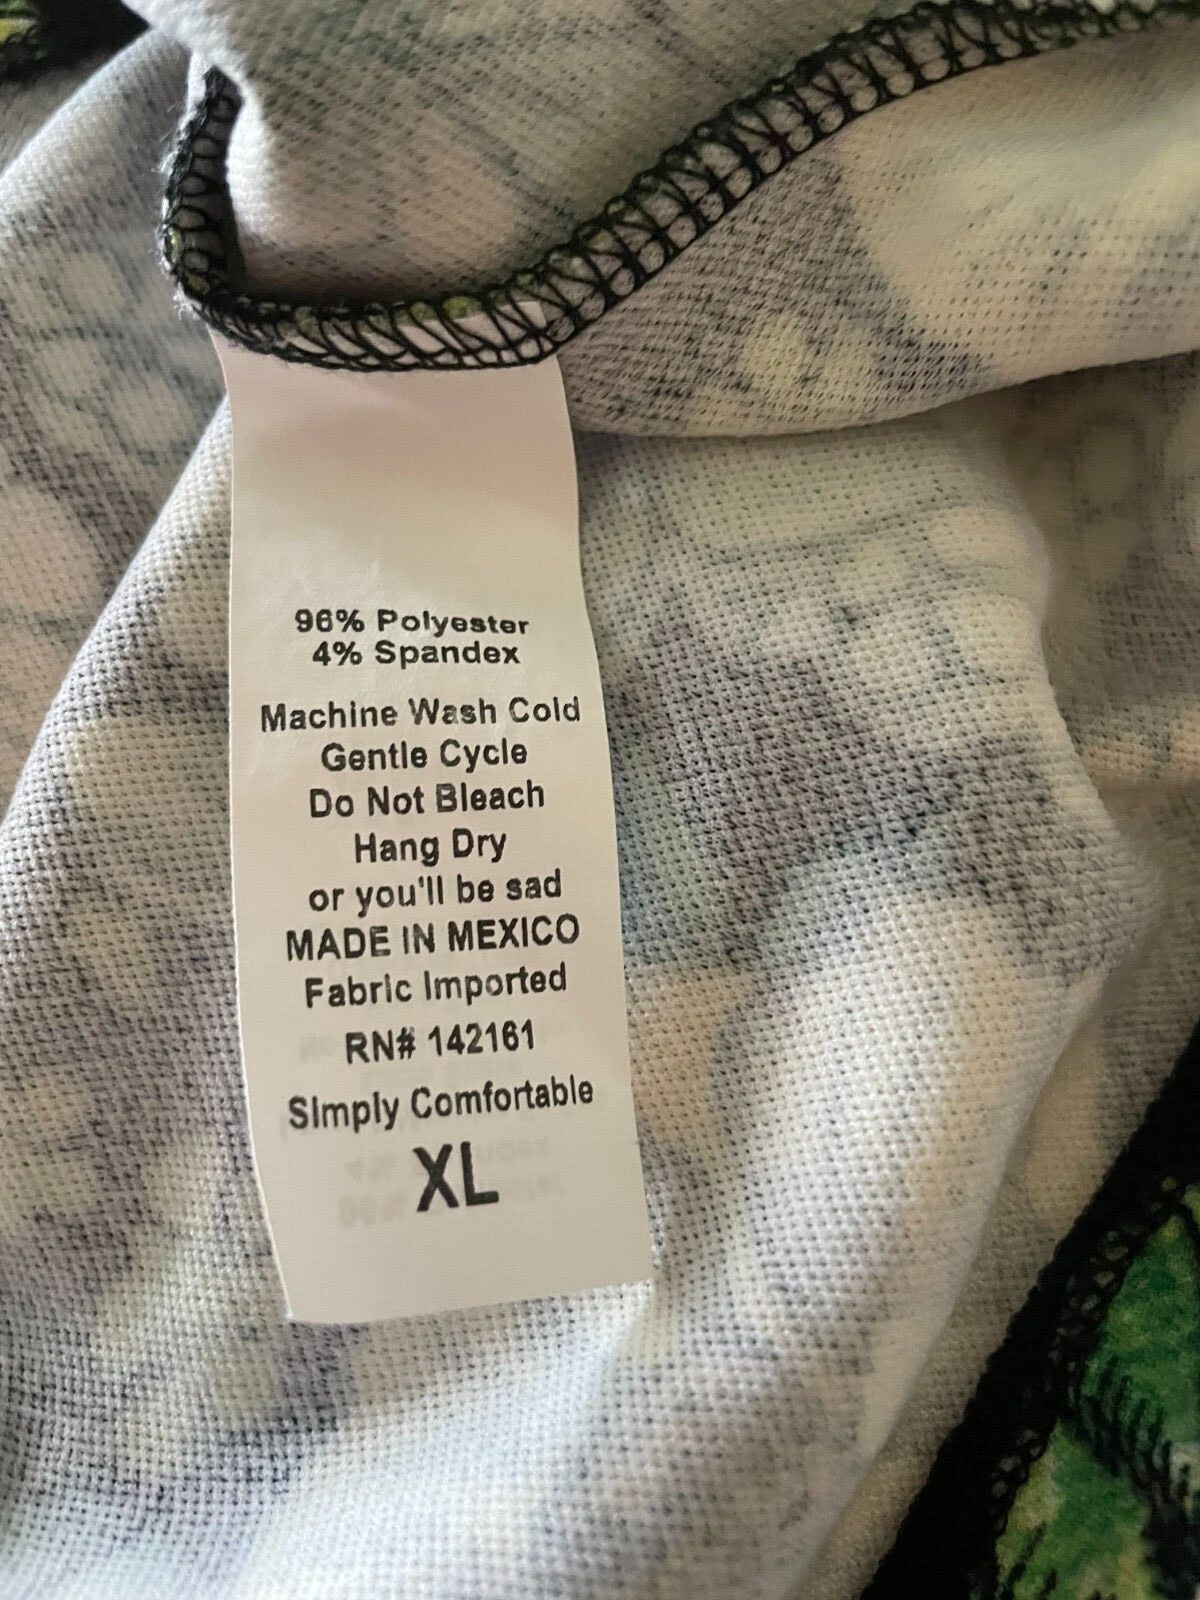 96% Polyester
4% Spandex
Machine Wash Cold
Gentle Cycle
Do Not Bleach
Hang Dry
or you'll be sad
MADE IN MEXICO
Fabric Imported
RN# 142161
Simply Comfortable
XL